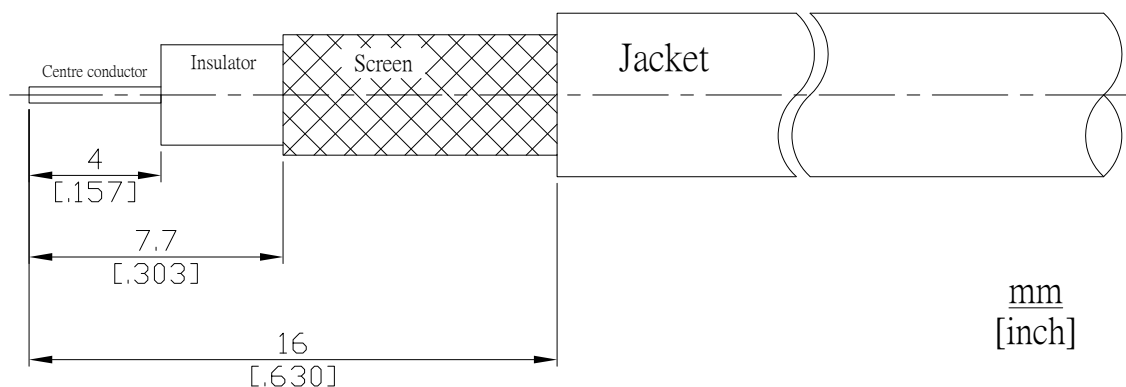 Centre conductor
Insulator
Screen
Jacket
4
[.157]
7.7
[.303]
16
[.630]
mm
[inch]